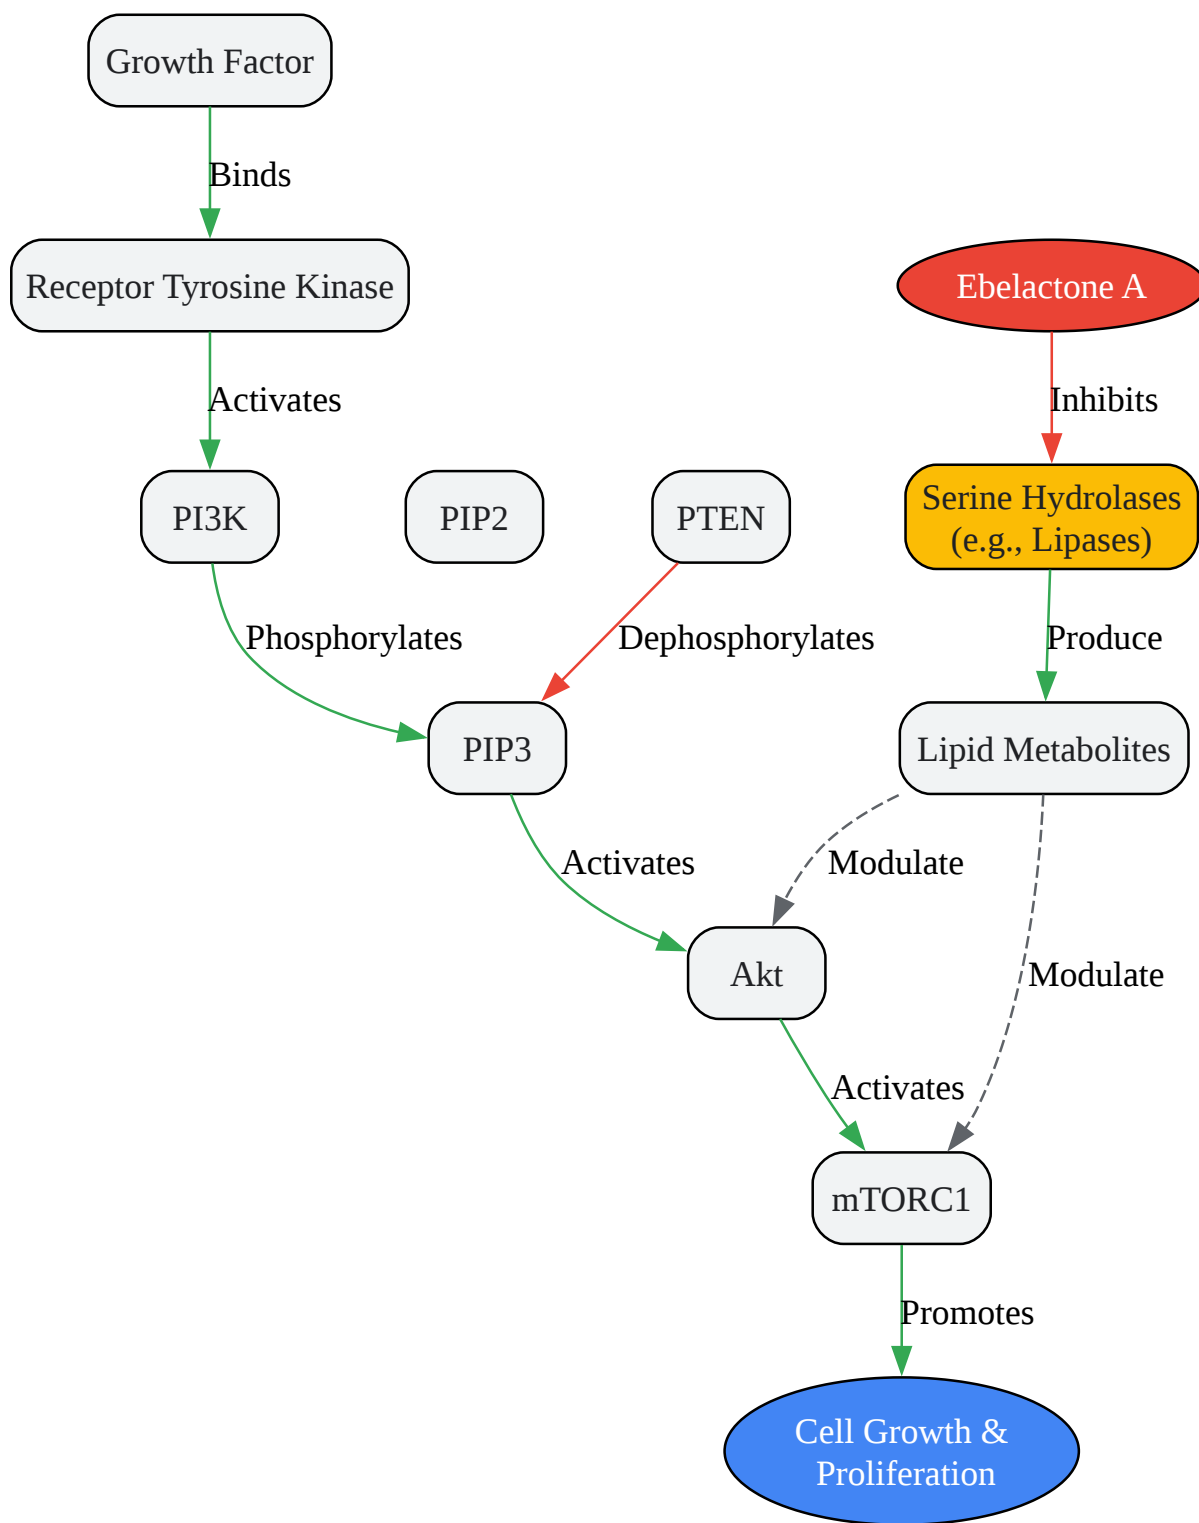 Growth Factor
Binds
Receptor Tyrosine Kinase
Ebelactone A
Activates
Inhibits
PI3K
PIP2
PTEN
Serine Hydrolases
(e.g., Lipases)
Phosphorylates
Dephosphorylates
Produce
PIP3
Lipid Metabolites
Activates
Modulate
Akt
Modulate
Activates
mTORC1
Promotes
Cell Growth &
Proliferation